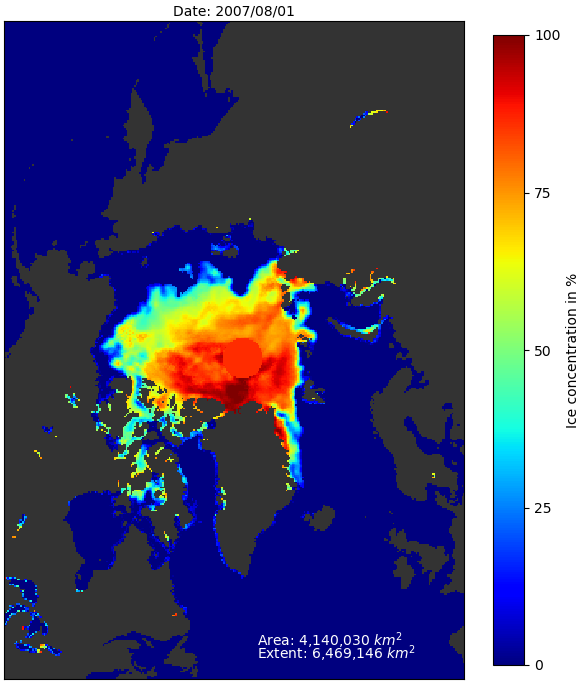 Date: 2007/08/01
100
75
50
25
0
Ice concentration in %
Area: 4,140,030 km²
Extent: 6,469,146 km²